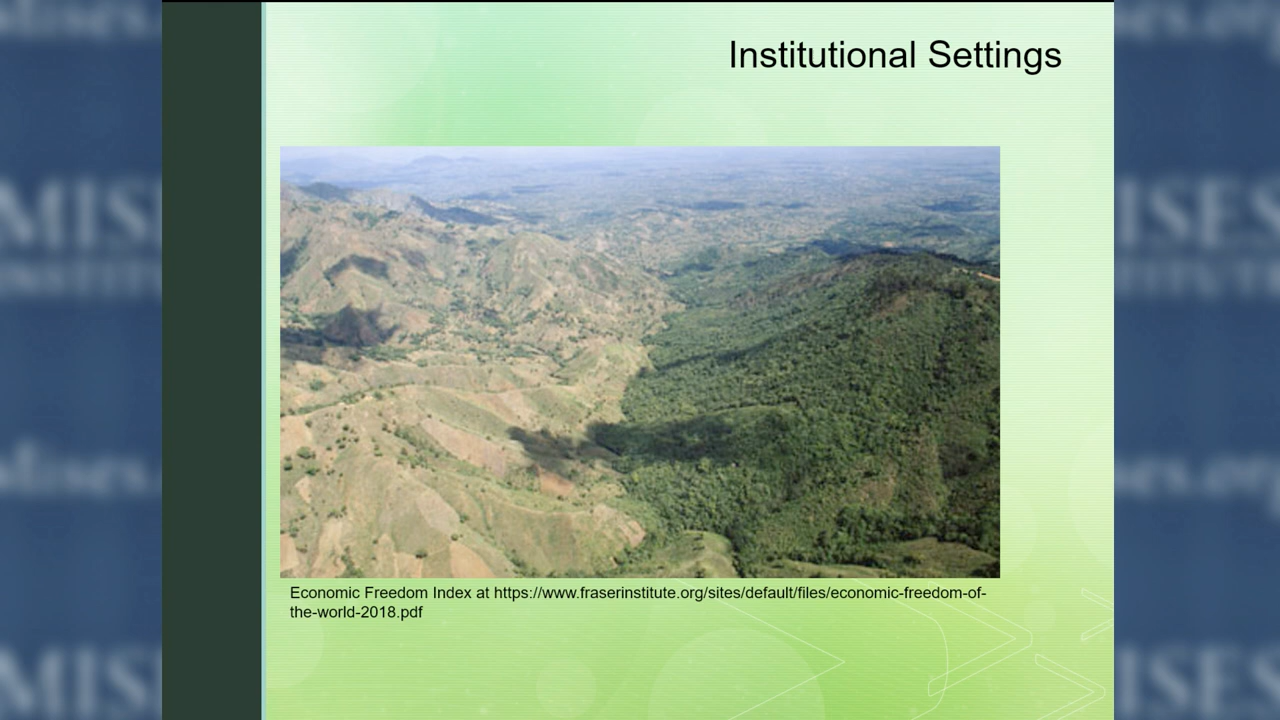 Institutional Settings
Economic Freedom Index at https://www.fraserinstitute.org/sites/default/files/economic-freedom-of-
the-world-2018.pdf